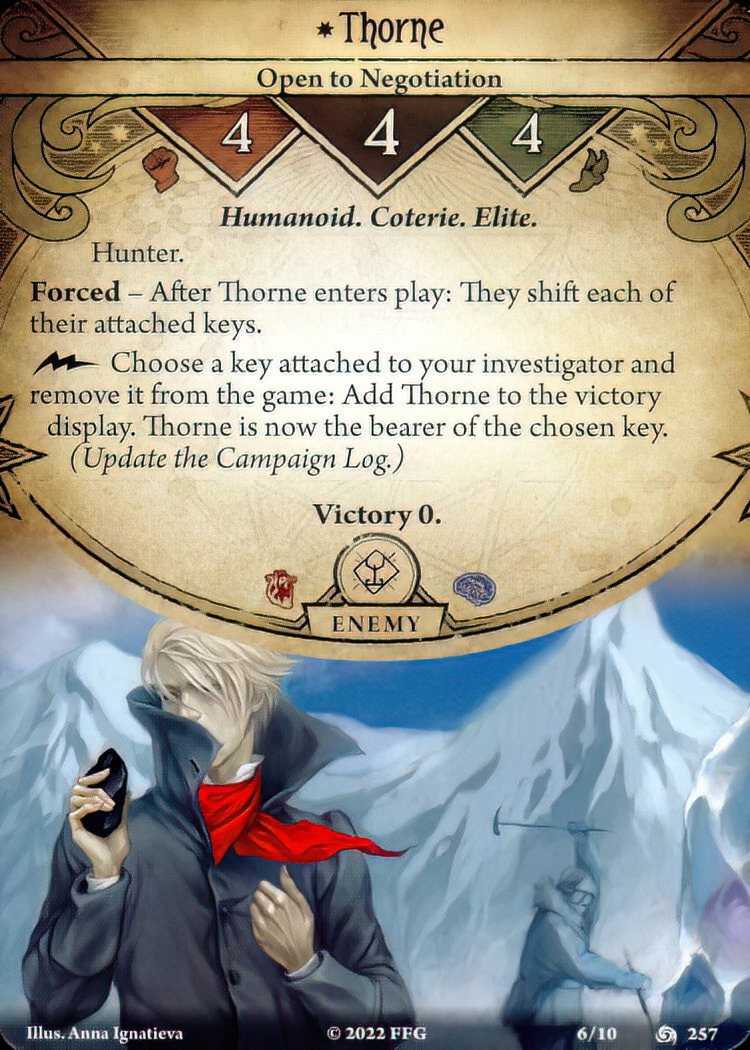 Thorne
Open to Negotiation
4 4 4
Humanoid. Coterie. Elite.
Hunter.
Forced – After Thorne enters play: They shift each of
their attached keys.
Choose a key attached to your investigator and
remove it from the game: Add Thorne to the victory
display. Thorne is now the bearer of the chosen key.
(Update the Campaign Log.)
Victory 0.
ENEMY
Illus. Anna Ignatieva © 2022 FFG 6/10 257